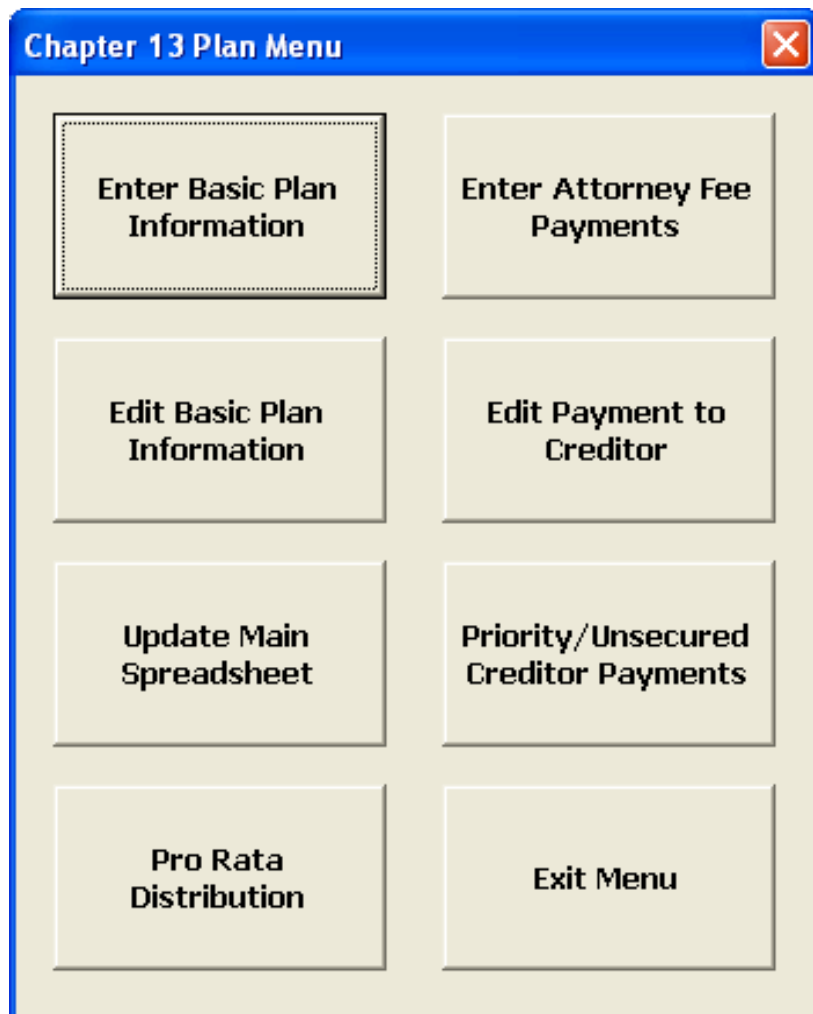 Chapter 13 Plan Menu
Enter Basic Plan
Information
Enter Attorney Fee
Payments
Edit Basic Plan
Information
Edit Payment to
Creditor
Update Main
Spreadsheet
Priority/Unsecured
Creditor Payments
Pro Rata
Distribution
Exit Menu